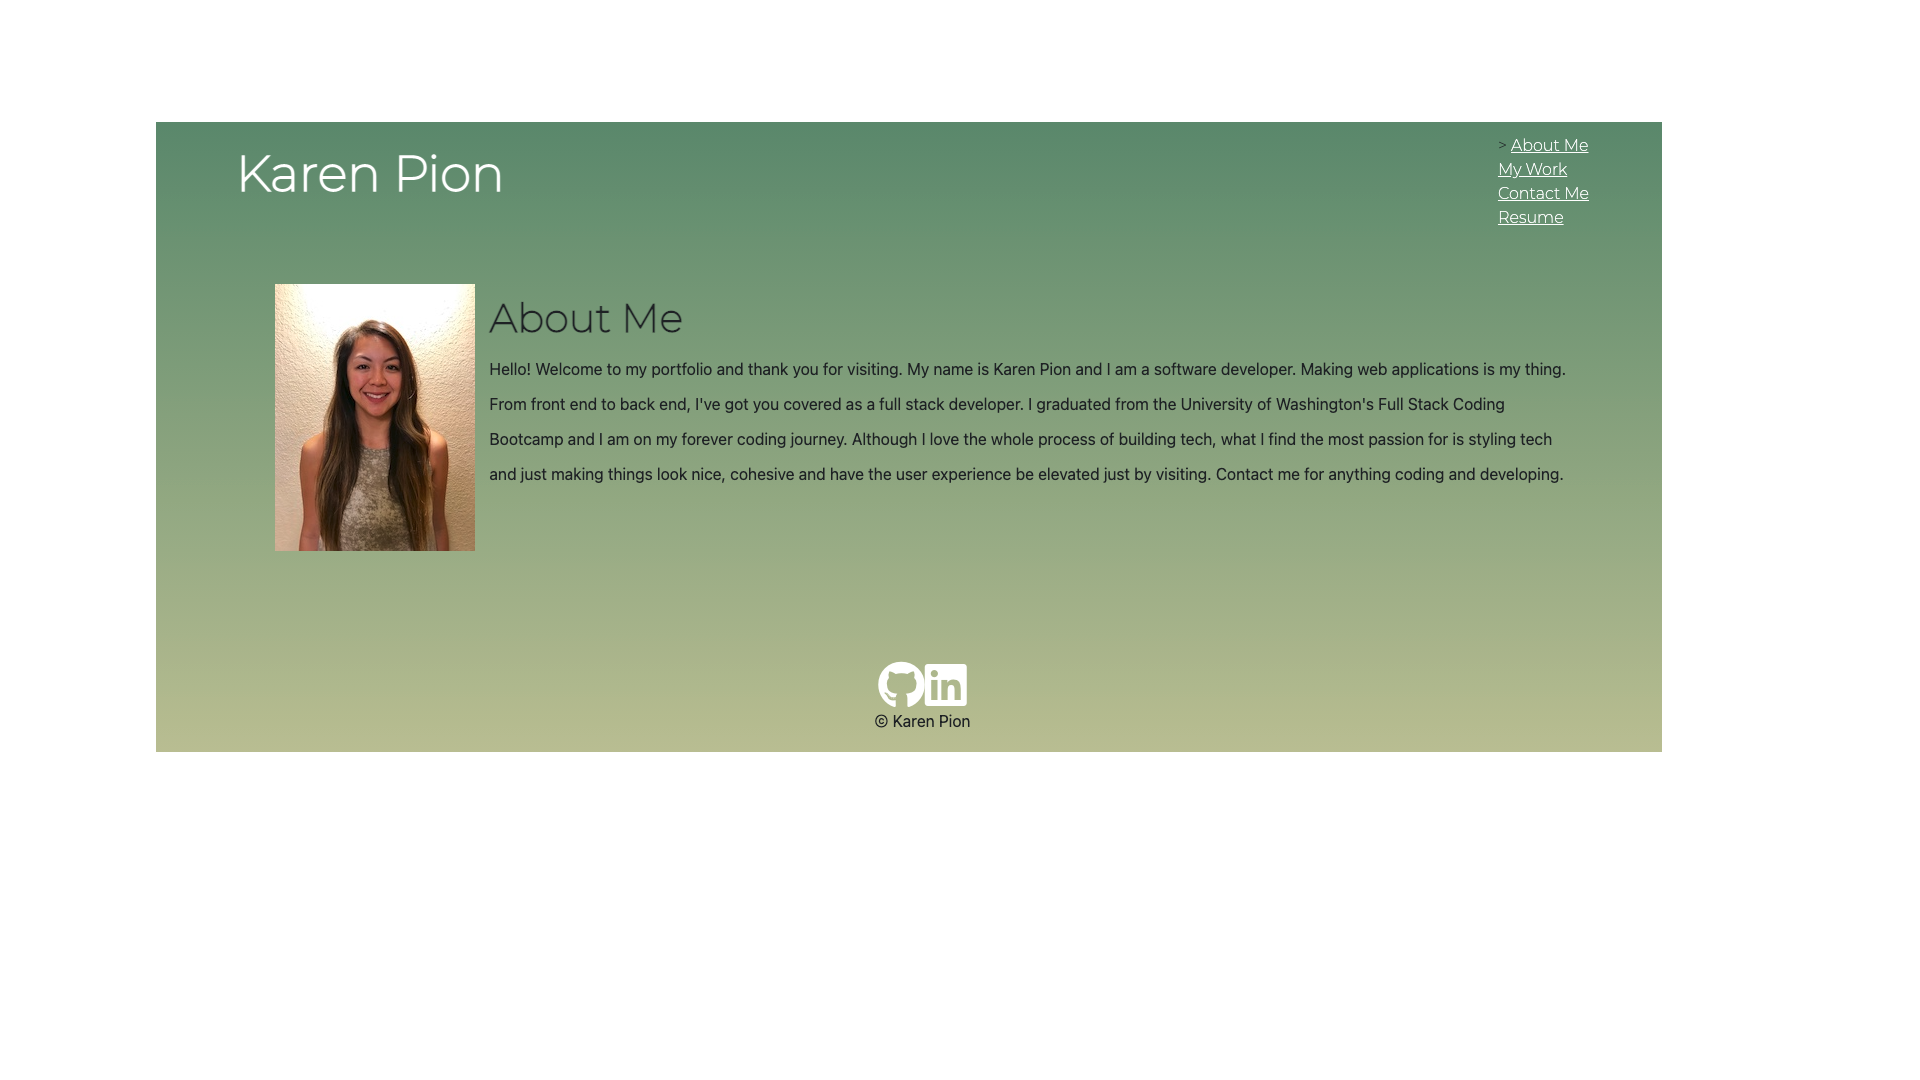 Karen Pion
> About Me
My Work
Contact Me
Resume
About Me
Hello! Welcome to my portfolio and thank you for visiting. My name is Karen Pion and I am a software developer. Making web applications is my thing.
From front end to back end, I've got you covered as a full stack developer. I graduated from the University of Washington's Full Stack Coding
Bootcamp and I am on my forever coding journey. Although I love the whole process of building tech, what I find the most passion for is styling tech
and just making things look nice, cohesive and have the user experience be elevated just by visiting. Contact me for anything coding and developing.
in
© Karen Pion